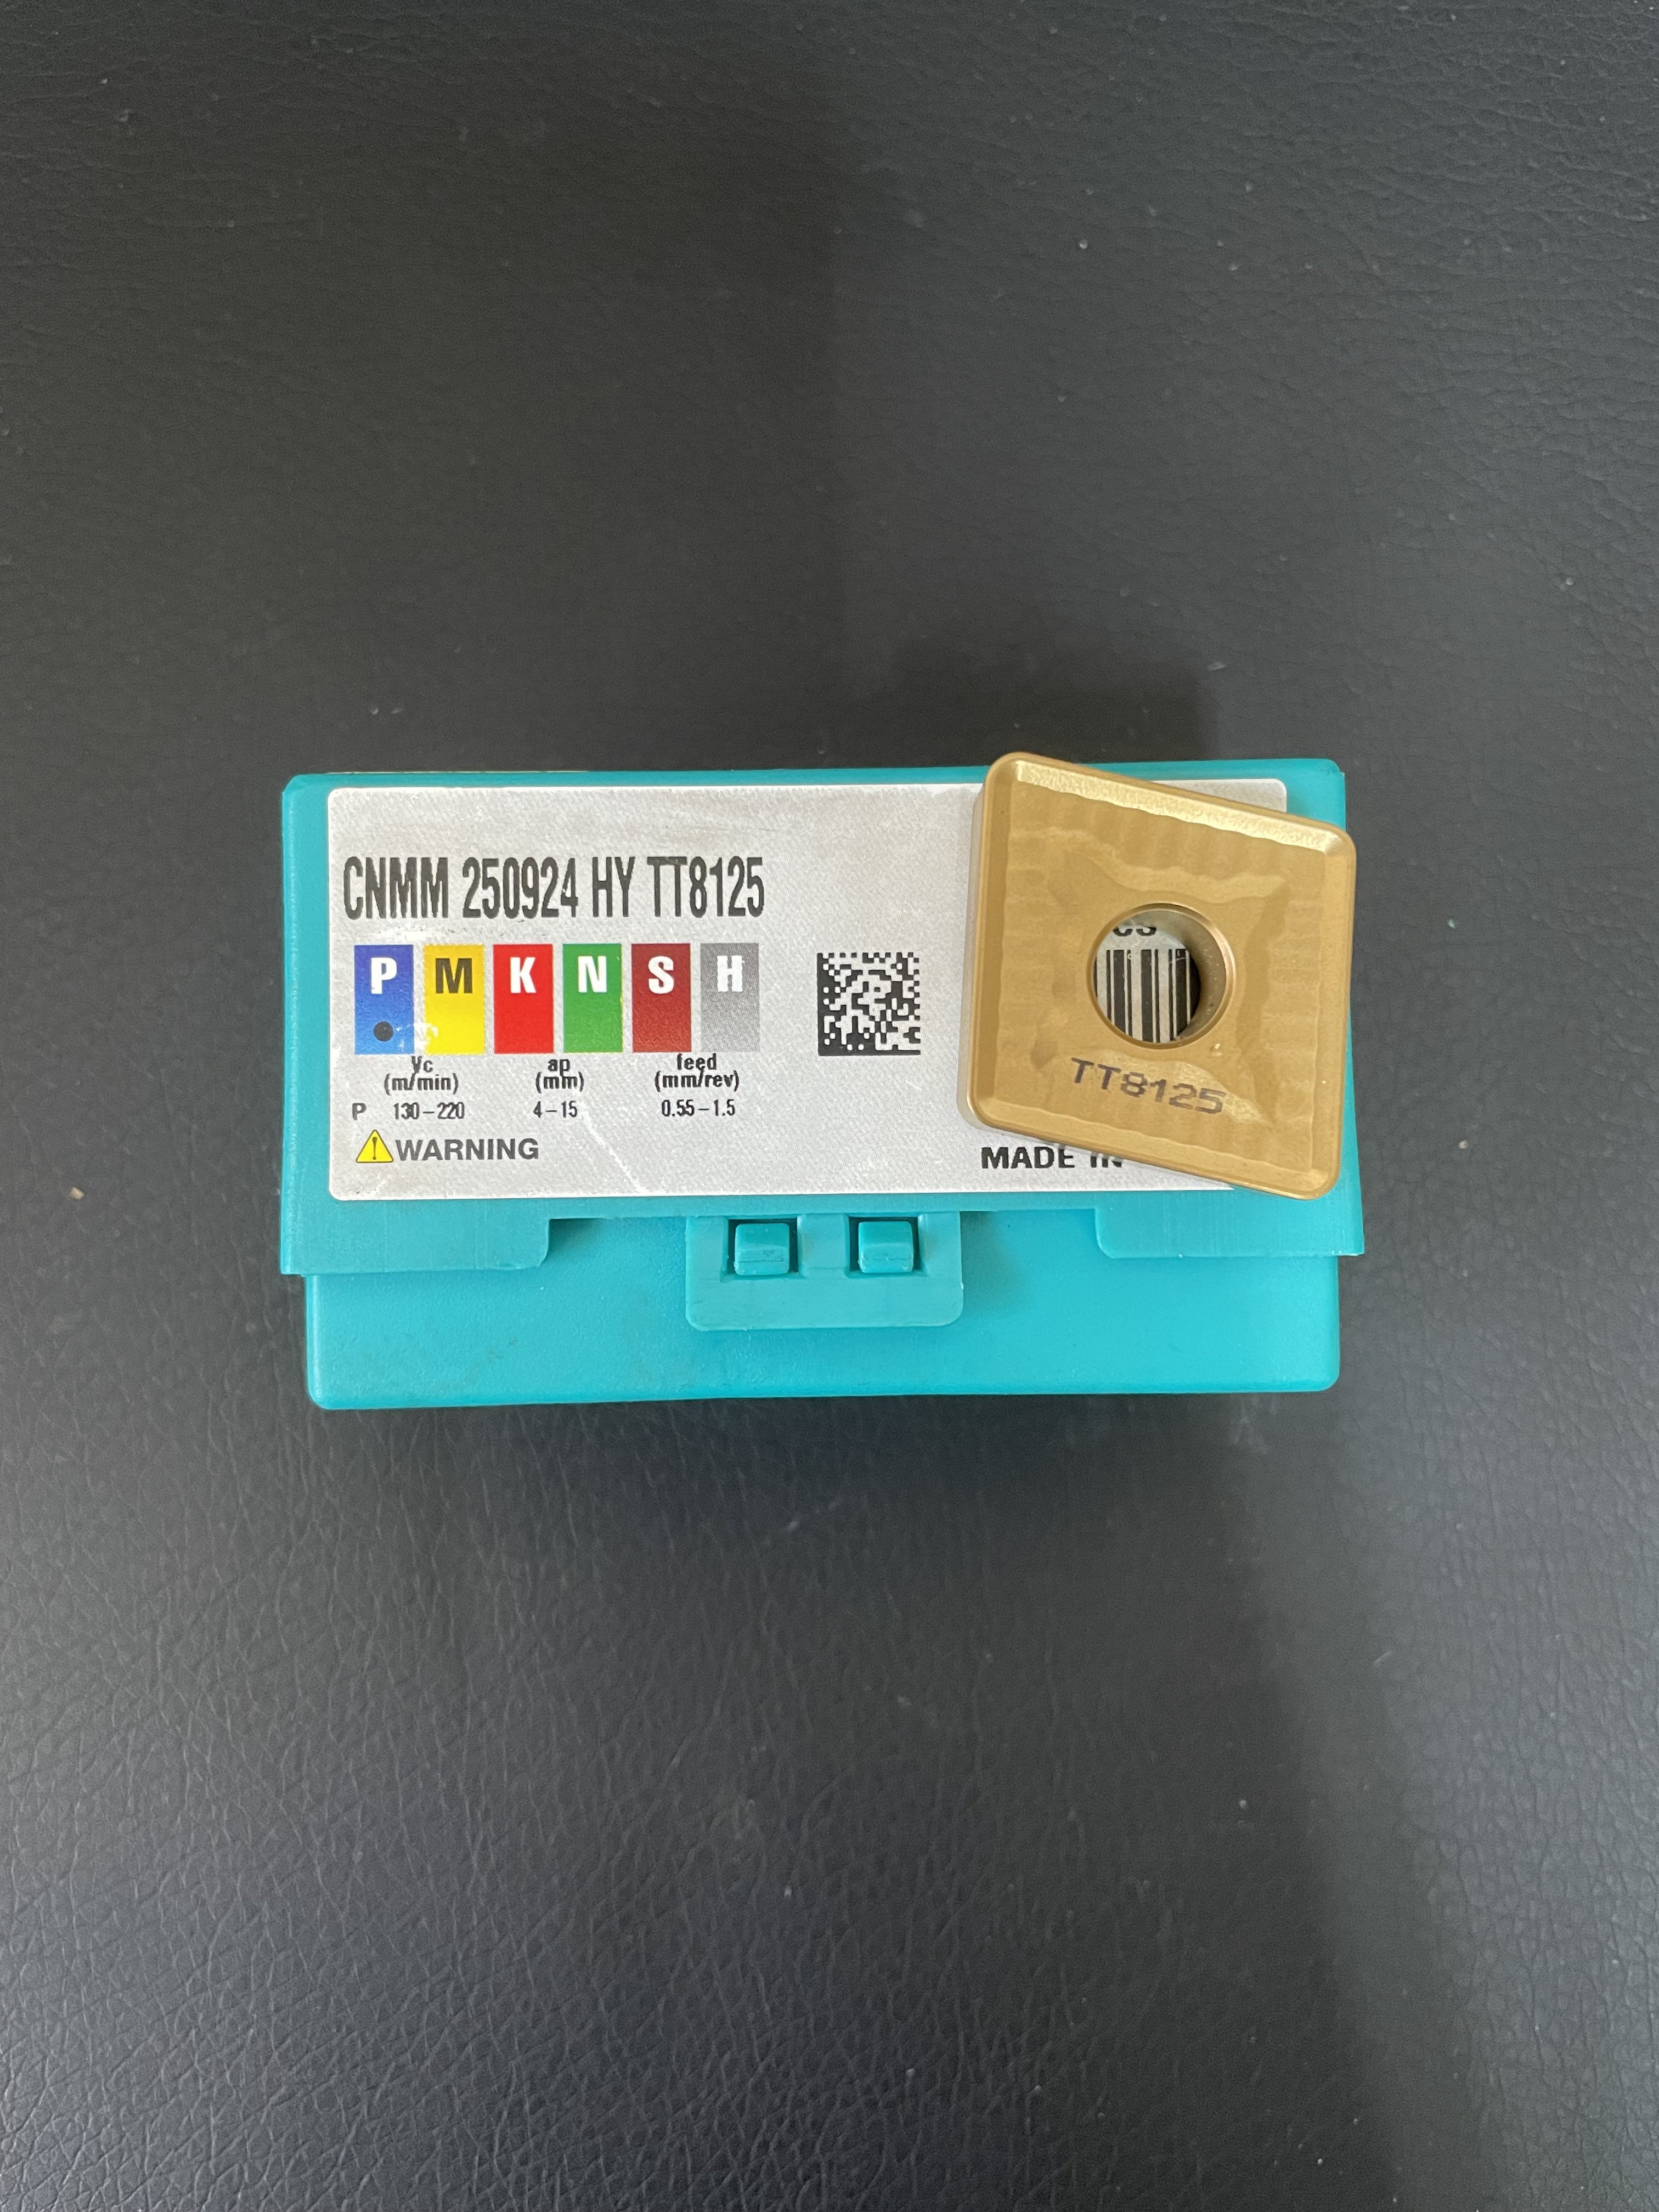 CNMM 250924 HY TT8125
P M K N S H
Vc ap feed
(m/min) (mm) (mm/rev)
P 130-220 4-15 0.55-1.5
WARNING
MADE IN
CS
TT8125